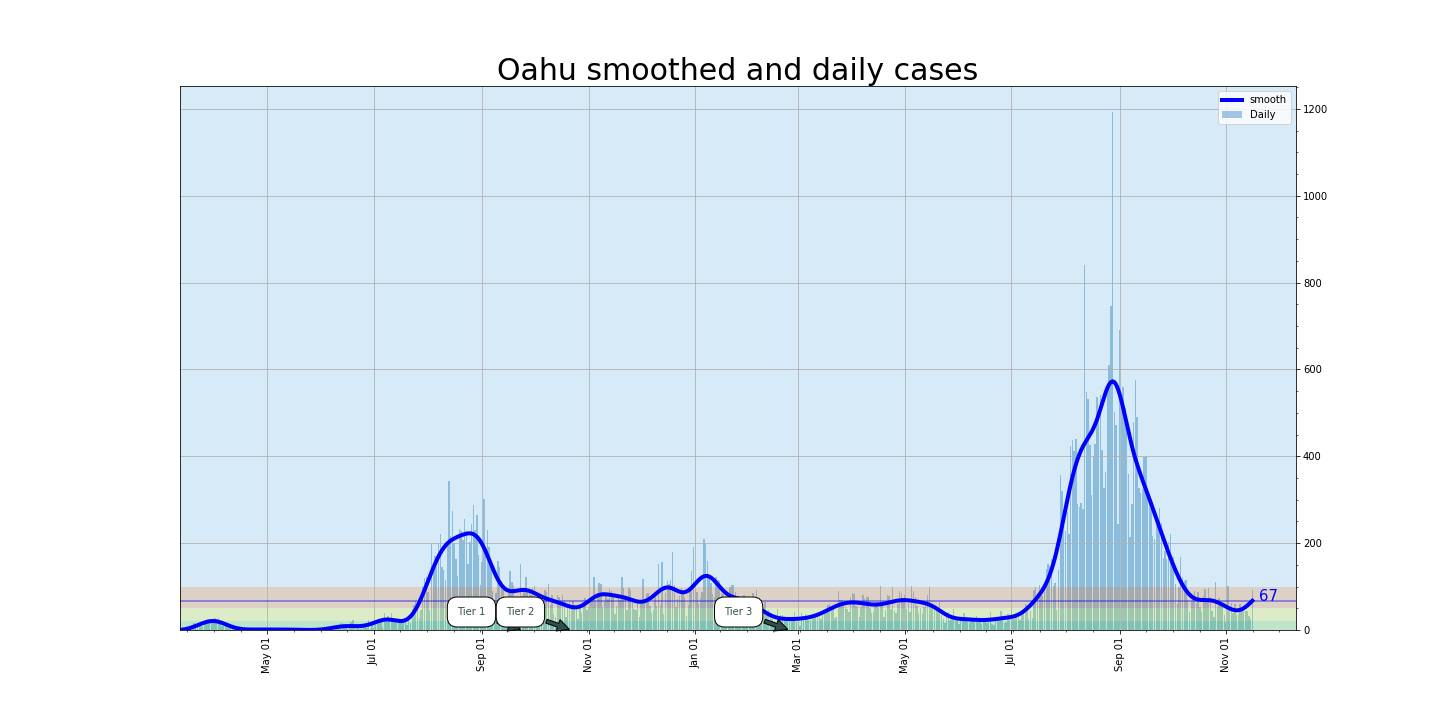 Oahu smoothed and daily cases
smooth
Daily
1200
1000
800
600
400
200
0
67
Tier 1
Tier 2
Tier 3
May 01
Jul 01
Sep 01
Nov 01
Jan 01
Mar 01
May 01
Jul 01
Sep 01
Nov 01